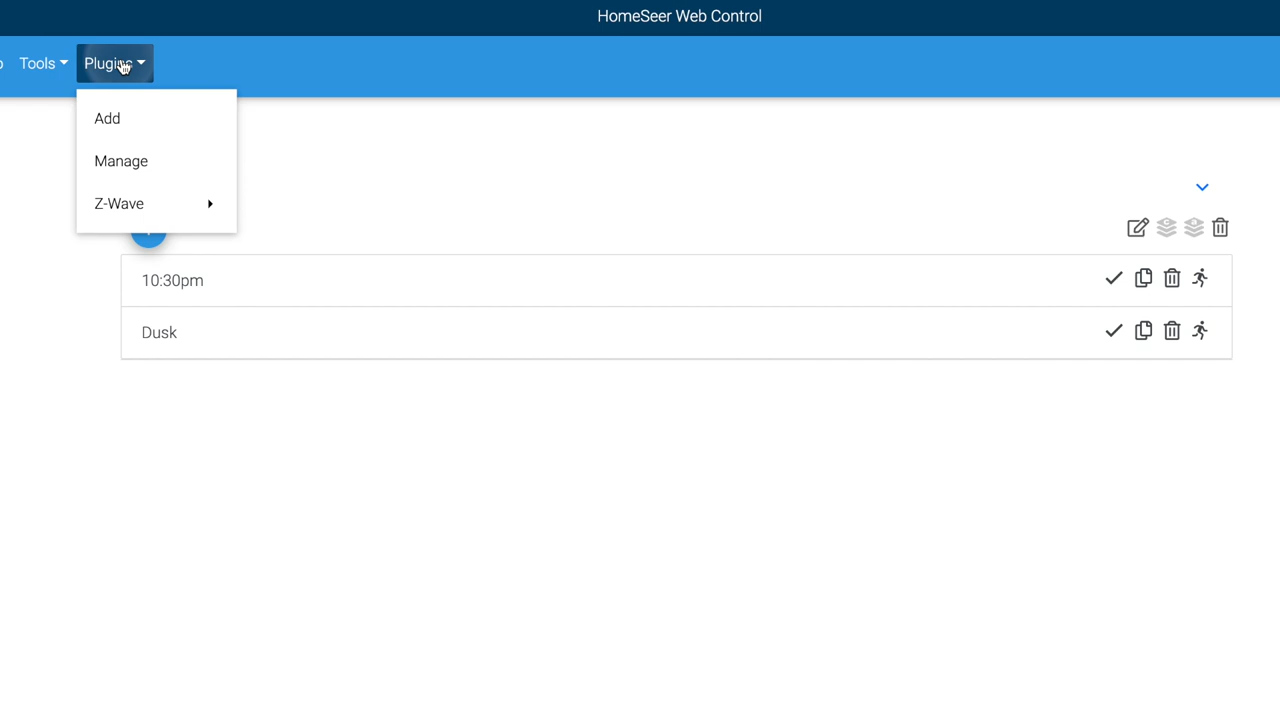 HomeSeer Web Control
Tools
Plugins
Add
Manage
Z-Wave
10:30pm
Dusk